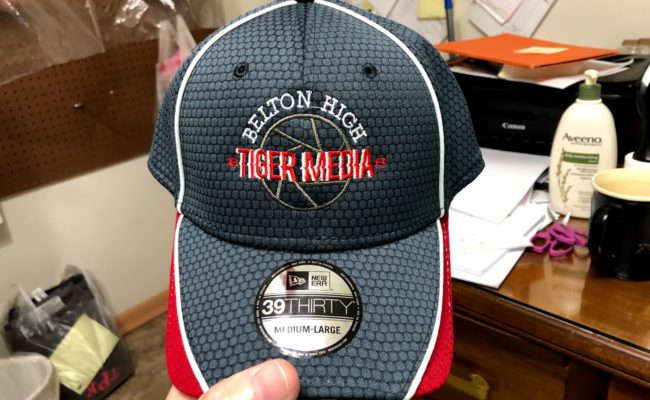 BELTON HIGH
TIGER MEDIA
NEW ERA
39THIRTY
MEDIUM-LARGE
Canon
Aveeno